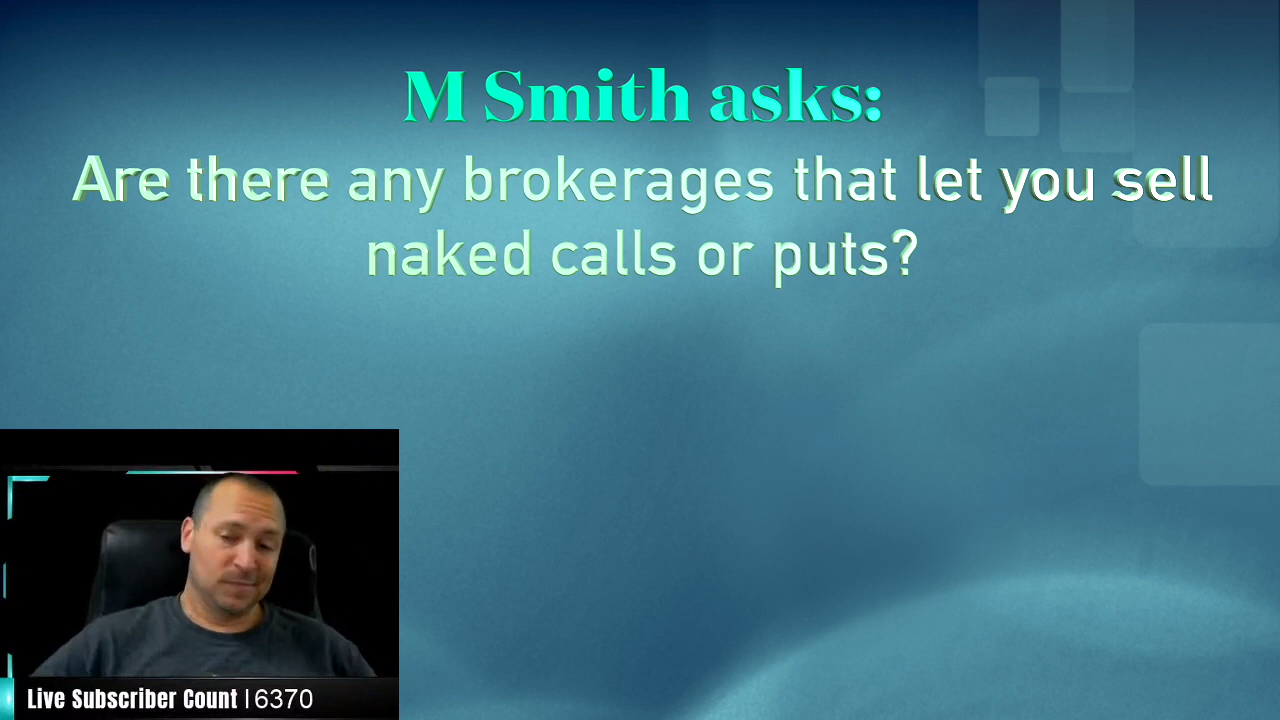 M Smith asks:
Are there any brokerages that let you sell
naked calls or puts?
Live Subscriber Count | 6370